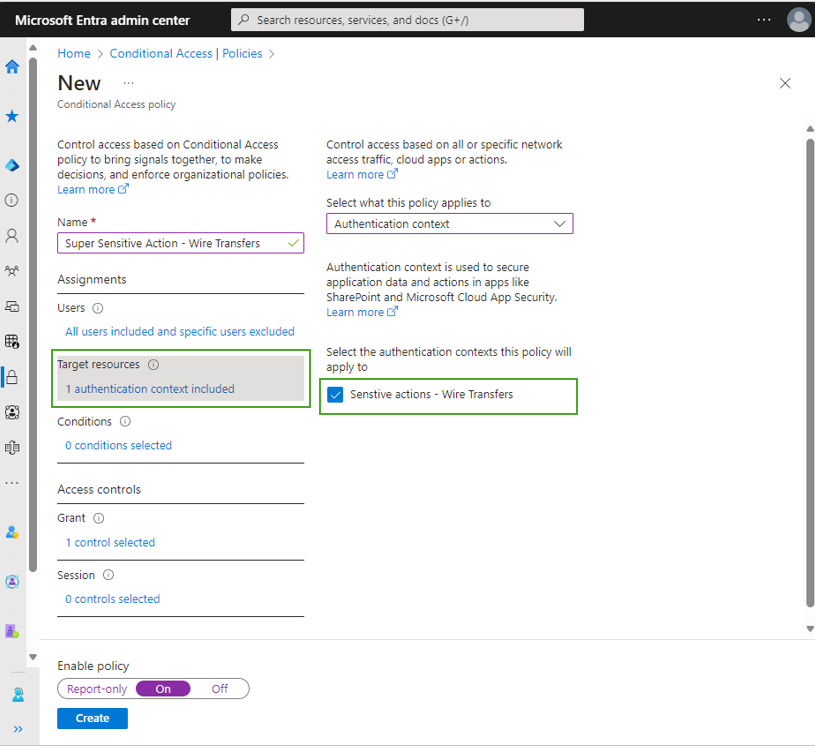 Microsoft Entra admin center
Search resources, services, and docs (G+/)
...
Home > Conditional Access | Policies >
New ...
Conditional Access policy
Control access based on Conditional Access
policy to bring signals together, to make
decisions, and enforce organizational policies.
Learn more
Name *
Super Sensitive Action - Wire Transfers
Assignments
Users
All users included and specific users excluded
Target resources
1 authentication context included
Conditions
0 conditions selected
Access controls
Grant
1 control selected
Session
0 controls selected
Control access based on all or specific network
access traffic, cloud apps or actions.
Learn more
Select what this policy applies to
Authentication context
Authentication context is used to secure
application data and actions in apps like
SharePoint and Microsoft Cloud App Security.
Learn more
Select the authentication contexts this policy will
apply to
Senstive actions - Wire Transfers
Enable policy
Report-only On Off
Create